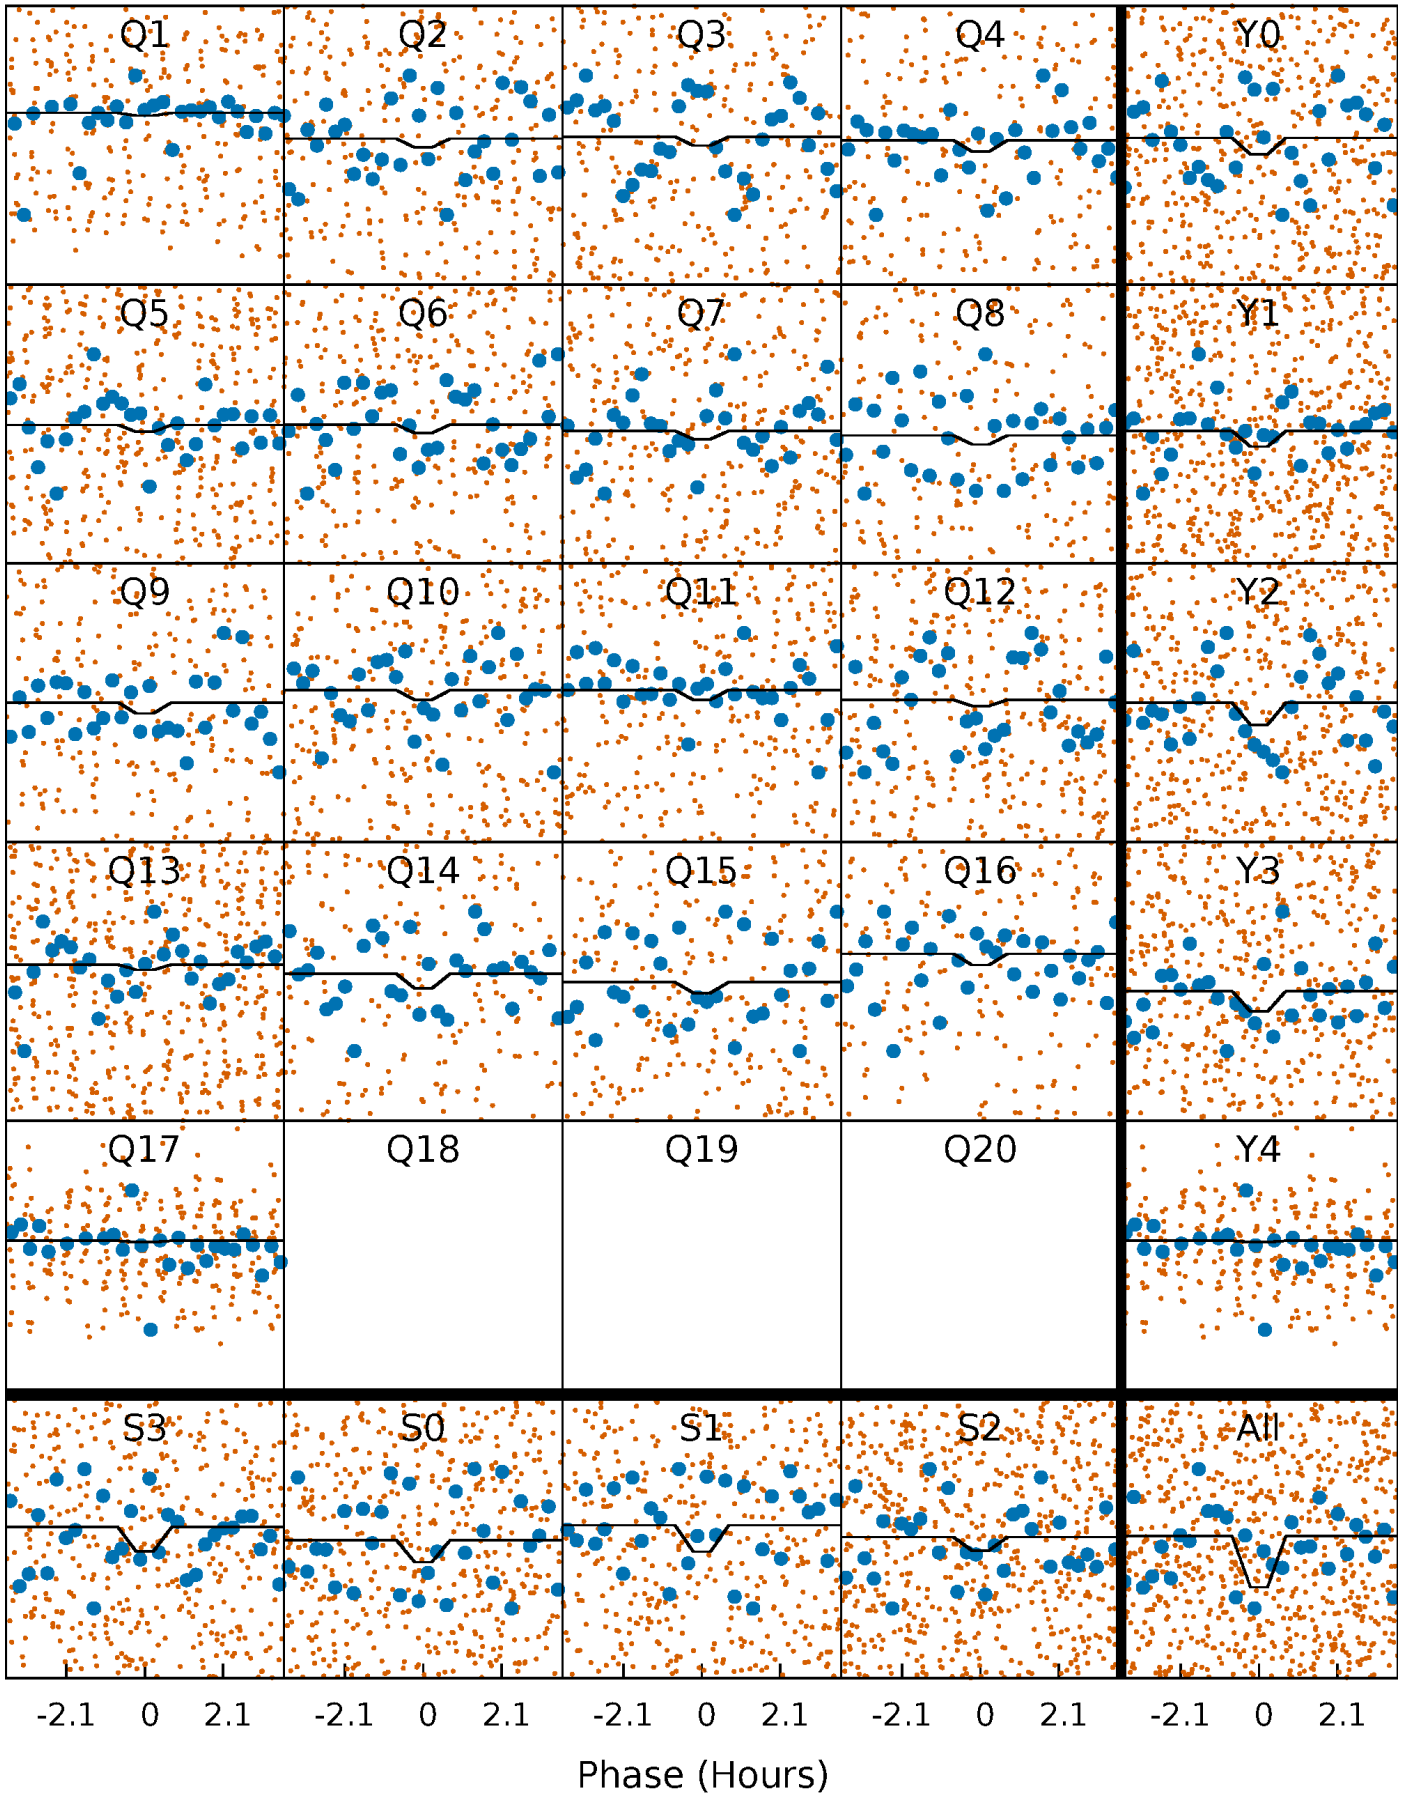 Q1 Q2 Q3 Q4 Y0
Q5 Q6 Q7 Q8 Y1
Q9 Q10 Q11 Q12 Y2
Q13 Q14 Q15 Q16 Y3
Q17 Q18 Q19 Q20 Y4
S3 S0 S1 S2 All
-2.1 0 2.1 -2.1 0 2.1 -2.1 0 2.1 -2.1 0 2.1 -2.1 0 2.1
Phase (Hours)